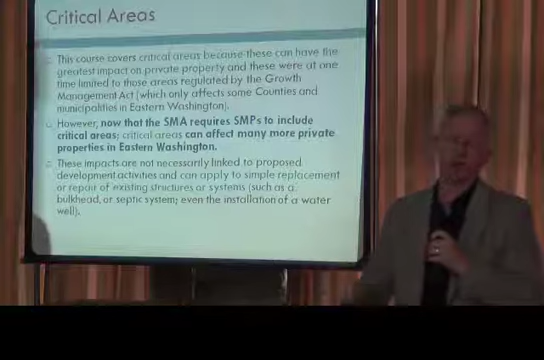 Critical Areas
This course covers critical areas because these can have the
greatest impact on private property and these were at one
time limited to those areas regulated by the Growth
Management Act (which only affects some Counties and
municipalities in Eastern Washington).
However, now that the SMA requires SMPs to include
critical areas; critical areas can affect many more private
properties in Eastern Washington.
These impacts are not necessarily linked to proposed
development activities and can apply to simple replacement
or repair of existing structures or systems (such as a
bulkhead, or septic system; even the installation of a water
well).